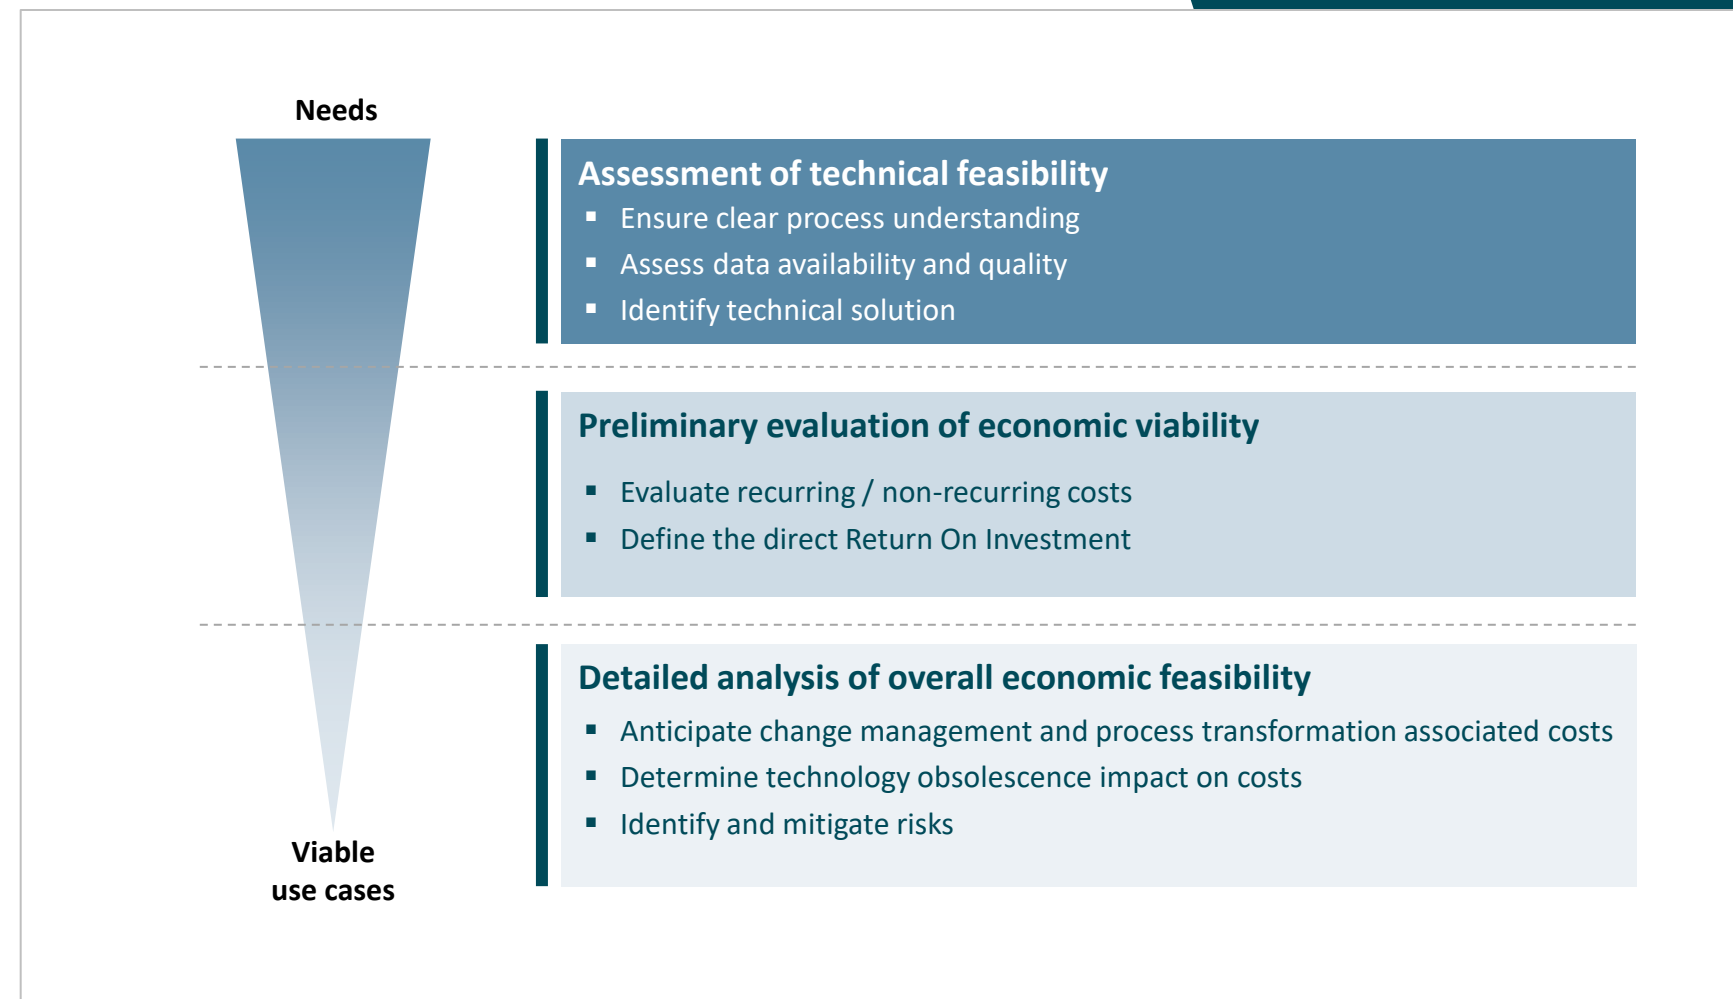 Needs
Assessment of technical feasibility
▪ Ensure clear process understanding
▪ Assess data availability and quality
▪ Identify technical solution
Preliminary evaluation of economic viability
▪ Evaluate recurring / non-recurring costs
▪ Define the direct Return On Investment
Detailed analysis of overall economic feasibility
▪ Anticipate change management and process transformation associated costs
▪ Determine technology obsolescence impact on costs
▪ Identify and mitigate risks
Viable
use cases